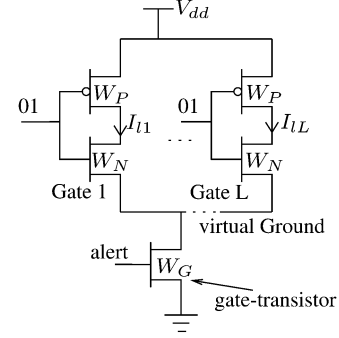 V_dd
01 W_P I_l1 01 W_P I_lL
... 
W_N W_N
Gate 1 Gate L
... virtual Ground
alert W_G
gate-transistor